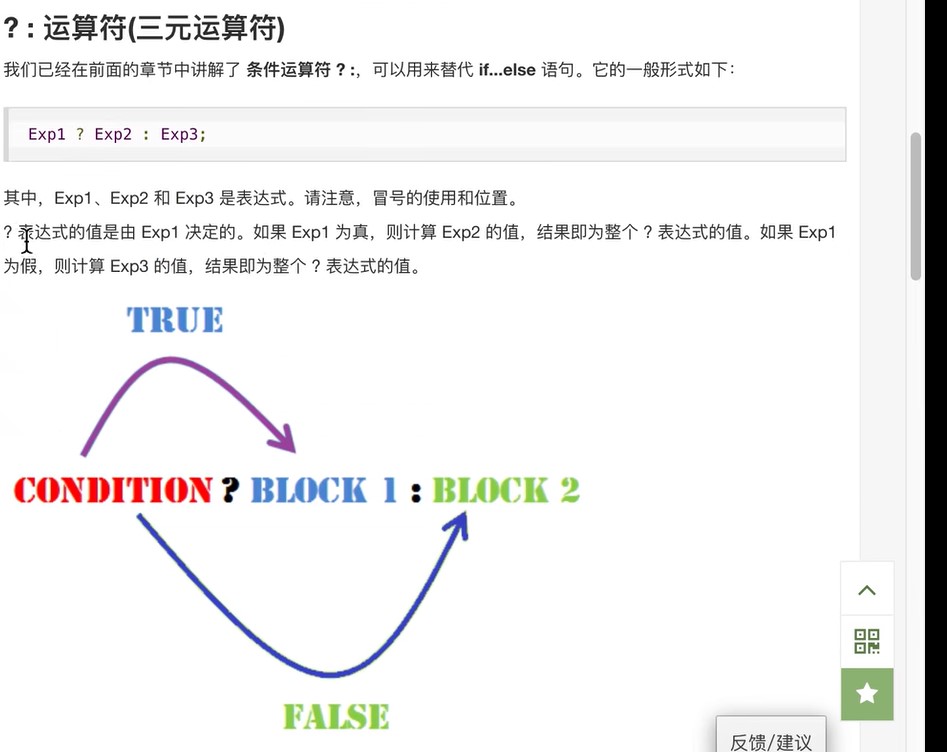 ? : 运算符(三元运算符)
我们已经在前面的章节中讲解了 条件运算符 ? :，可以用来替代 if...else 语句。它的一般形式如下：
Exp1 ? Exp2 : Exp3;
其中，Exp1、Exp2 和 Exp3 是表达式。请注意，冒号的使用和位置。
? 表达式的值是由 Exp1 决定的。如果 Exp1 为真，则计算 Exp2 的值，结果即为整个 ? 表达式的值。如果 Exp1
为假，则计算 Exp3 的值，结果即为整个 ? 表达式的值。
TRUE
CONDITION ? BLOCK 1 : BLOCK 2
FALSE
反馈/建议